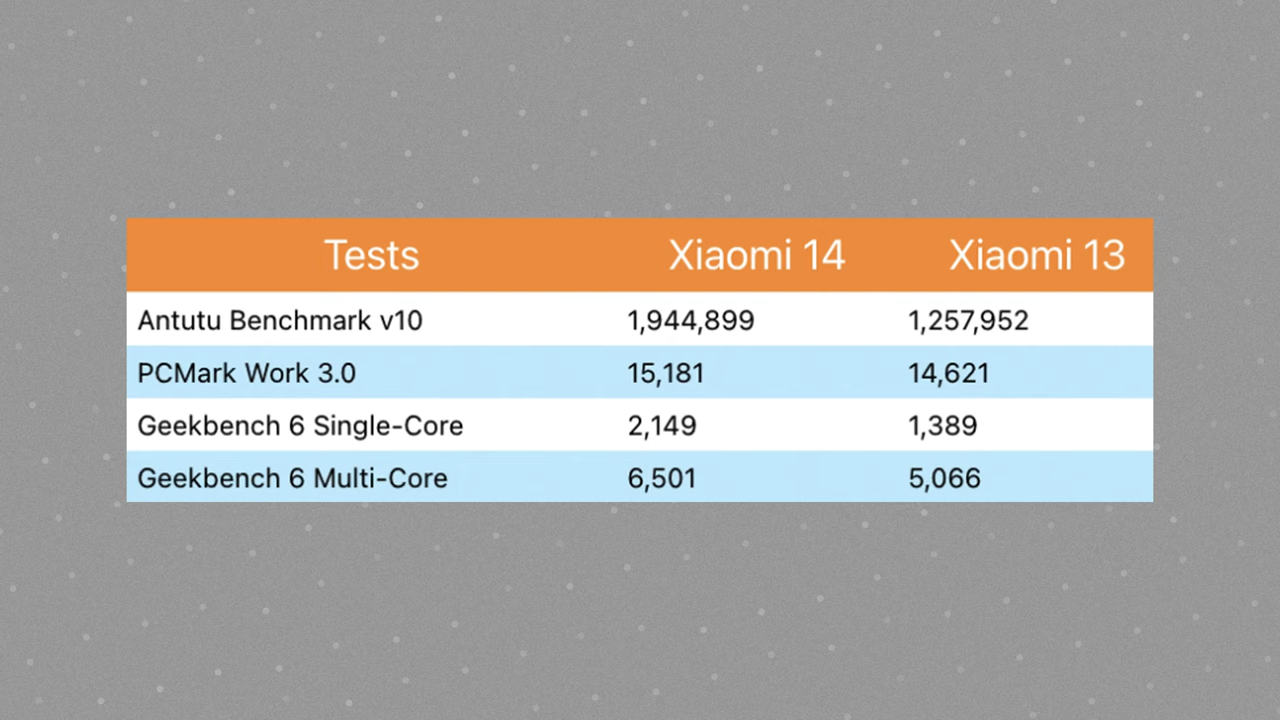 Tests Xiaomi 14 Xiaomi 13
Antutu Benchmark v10 1,944,899 1,257,952
PCMark Work 3.0 15,181 14,621
Geekbench 6 Single-Core 2,149 1,389
Geekbench 6 Multi-Core 6,501 5,066